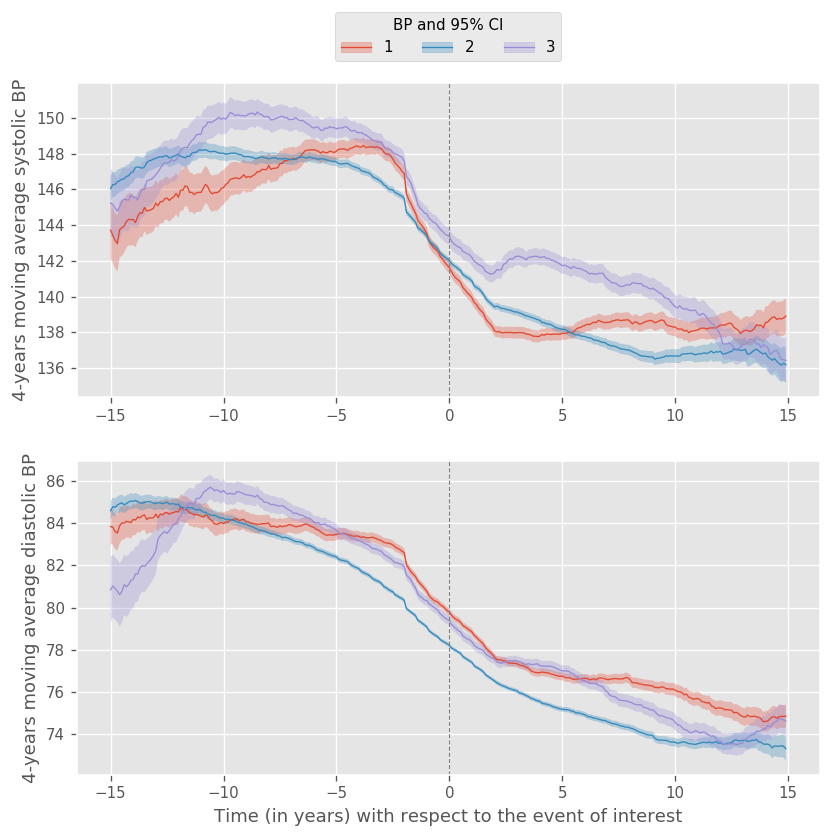 BP and 95% CI
1 2 3
4-years moving average systolic BP
150
148
146
144
142
140
138
136
−15 −10 −5 0 5 10 15
4-years moving average diastolic BP
86
84
82
80
78
76
74
−15 −10 −5 0 5 10 15
Time (in years) with respect to the event of interest